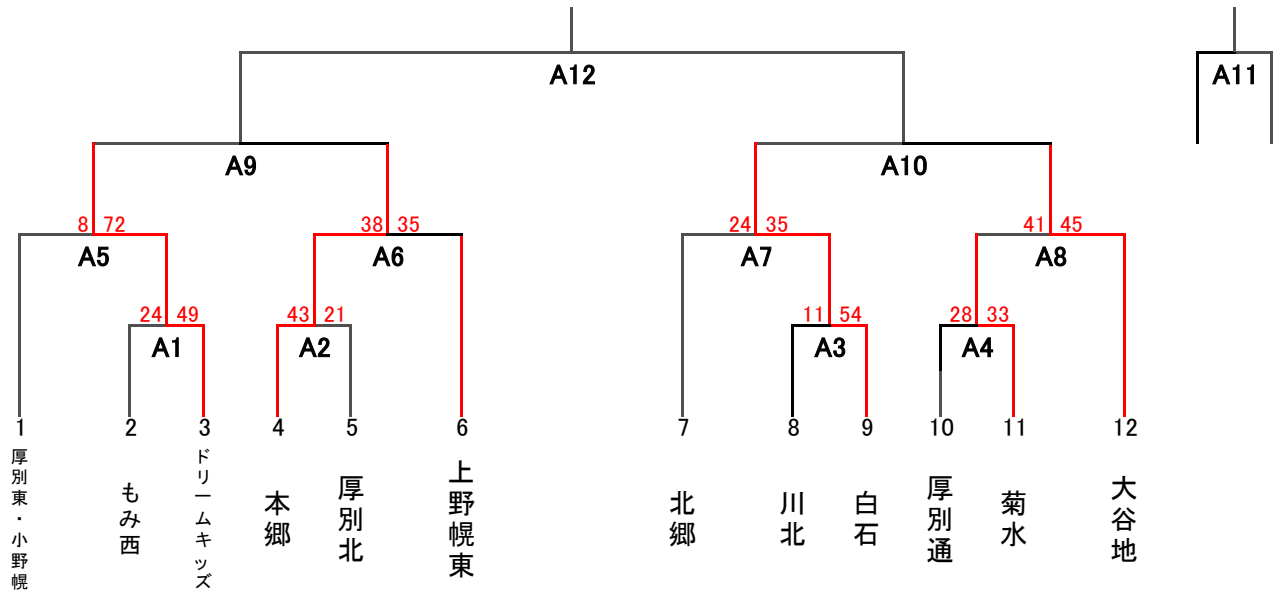 A12
A11
A9
A10
8 72
38 35
24 35
41 45
A5
A6
A7
A8
24 49
43 21
11 54
28 33
A1
A2
A3
A4
1
2
3
4
5
6
7
8
9
10
11
12
厚別東・小野幌
もみ西
ドリームキッズ
本郷
厚別北
上野幌東
北郷
川北
白石
厚別通
菊水
大谷地